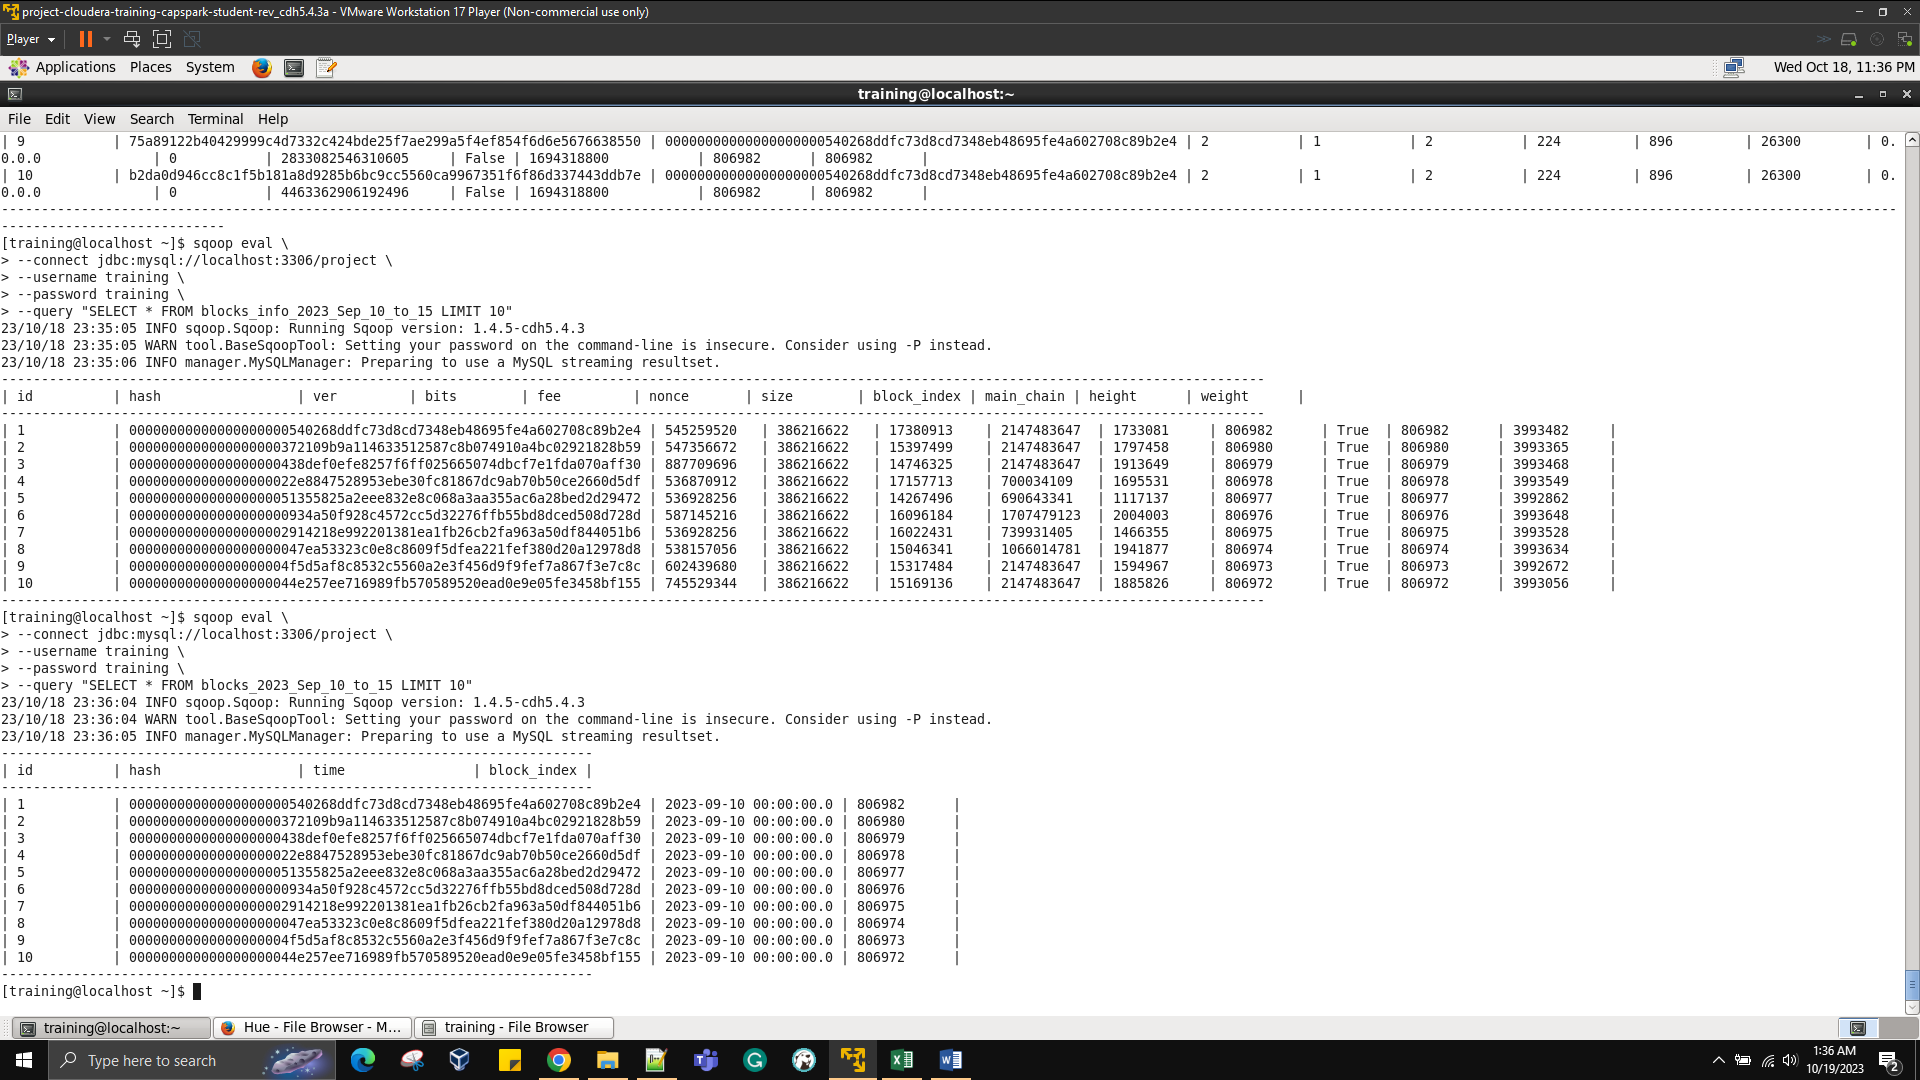 project-cloudera-training-capspark-student-rev_cdh5.4.3a - VMware Workstation 17 Player (Non-commercial use only)
Player
Applications Places System Wed Oct 18, 11:36 PM
training@localhost:~
File Edit View Search Terminal Help
| 9 | 75a89122b40429999c4d7332c424bde25f7ae299a5f4ef854f6d6e5676638550 | 00000000000000000000540268ddfc73d8cd7348eb48695fe4a602708c89b2e4 | 2 | 1 | 2 | 224 | 896 | 26300 | 0.
0.0.0 | 0 | 2833082546310605 | False | 1694318800 | 806982 | 806982 |
| 10 | b2da0d946cc8c1f5b181a8d9285b6bc9cc5560ca9967351f6f86d337443ddb7e | 00000000000000000000540268ddfc73d8cd7348eb48695fe4a602708c89b2e4 | 2 | 1 | 2 | 224 | 896 | 26300 | 0.
0.0.0 | 0 | 4463362906192496 | False | 1694318800 | 806982 | 806982 |
[training@localhost ~]$ sqoop eval \
> --connect jdbc:mysql://localhost:3306/project \
> --username training \
> --password training \
> --query "SELECT * FROM blocks_info_2023_Sep_10_to_15 LIMIT 10"
23/10/18 23:35:05 INFO sqoop.Sqoop: Running Sqoop version: 1.4.5-cdh5.4.3
23/10/18 23:35:05 WARN tool.BaseSqoopTool: Setting your password on the command-line is insecure. Consider using -P instead.
23/10/18 23:35:06 INFO manager.MySQLManager: Preparing to use a MySQL streaming resultset.
| id | hash | ver | bits | fee | nonce | size | block_index | main_chain | height | weight |
| 1 | 00000000000000000000540268ddfc73d8cd7348eb48695fe4a602708c89b2e4 | 545259520 | 386216622 | 17380913 | 2147483647 | 1733081 | 806982 | True | 806982 | 3993482 |
| 2 | 00000000000000000000372109b9a114633512587c8b074910a4bc02921828b59 | 547356672 | 386216622 | 15397499 | 2147483647 | 1797458 | 806980 | True | 806980 | 3993365 |
| 3 | 0000000000000000000438def0efe8257f6ff025665074dbcf7e1fda070aff30 | 887709696 | 386216622 | 14746325 | 2147483647 | 1913649 | 806979 | True | 806979 | 3993468 |
| 4 | 000000000000000000022e8847528953ebe30fc81867dc9ab70b50ce2660d5df | 536870912 | 386216622 | 17157713 | 700034109 | 1695531 | 806978 | True | 806978 | 3993549 |
| 5 | 000000000000000000051355825a2eee832e8c068a3aa355ac6a28bed2d29472 | 536928256 | 386216622 | 14267496 | 690643341 | 1117137 | 806977 | True | 806977 | 3992862 |
| 6 | 00000000000000000000934a50f928c4572cc5d32276ffb55bd8dced508d728d | 587145216 | 386216622 | 16096184 | 1707479123 | 2004003 | 806976 | True | 806976 | 3993648 |
| 7 | 00000000000000000002914218e992201381ea1fb26cb2fa963a50df844051b6 | 536928256 | 386216622 | 16022431 | 739931405 | 1466355 | 806975 | True | 806975 | 3993528 |
| 8 | 000000000000000000047ea53323c0e8c8609f5dfea221fef380d20a12978d8 | 538157056 | 386216622 | 15046341 | 1066014781 | 1941877 | 806974 | True | 806974 | 3993634 |
| 9 | 00000000000000000004f5d5af8c8532c5560a2e3f456d9f9fef7a867f3e7c8c | 602439680 | 386216622 | 15317484 | 2147483647 | 1594967 | 806973 | True | 806973 | 3992672 |
| 10 | 000000000000000000044e257ee716989fb570589520ead0e9e05fe3458bf155 | 745529344 | 386216622 | 15169136 | 2147483647 | 1885826 | 806972 | True | 806972 | 3993056 |
[training@localhost ~]$ sqoop eval \
> --connect jdbc:mysql://localhost:3306/project \
> --username training \
> --password training \
> --query "SELECT * FROM blocks_2023_Sep_10_to_15 LIMIT 10"
23/10/18 23:36:04 INFO sqoop.Sqoop: Running Sqoop version: 1.4.5-cdh5.4.3
23/10/18 23:36:04 WARN tool.BaseSqoopTool: Setting your password on the command-line is insecure. Consider using -P instead.
23/10/18 23:36:05 INFO manager.MySQLManager: Preparing to use a MySQL streaming resultset.
| id | hash | time | block_index |
| 1 | 00000000000000000000540268ddfc73d8cd7348eb48695fe4a602708c89b2e4 | 2023-09-10 00:00:00.0 | 806982 |
| 2 | 00000000000000000000372109b9a114633512587c8b074910a4bc02921828b59 | 2023-09-10 00:00:00.0 | 806980 |
| 3 | 0000000000000000000438def0efe8257f6ff025665074dbcf7e1fda070aff30 | 2023-09-10 00:00:00.0 | 806979 |
| 4 | 000000000000000000022e8847528953ebe30fc81867dc9ab70b50ce2660d5df | 2023-09-10 00:00:00.0 | 806978 |
| 5 | 000000000000000000051355825a2eee832e8c068a3aa355ac6a28bed2d29472 | 2023-09-10 00:00:00.0 | 806977 |
| 6 | 00000000000000000000934a50f928c4572cc5d32276ffb55bd8dced508d728d | 2023-09-10 00:00:00.0 | 806976 |
| 7 | 00000000000000000002914218e992201381ea1fb26cb2fa963a50df844051b6 | 2023-09-10 00:00:00.0 | 806975 |
| 8 | 000000000000000000047ea53323c0e8c8609f5dfea221fef380d20a12978d8 | 2023-09-10 00:00:00.0 | 806974 |
| 9 | 00000000000000000004f5d5af8c8532c5560a2e3f456d9f9fef7a867f3e7c8c | 2023-09-10 00:00:00.0 | 806973 |
| 10 | 000000000000000000044e257ee716989fb570589520ead0e9e05fe3458bf155 | 2023-09-10 00:00:00.0 | 806972 |
[training@localhost ~]$
training@localhost:~ Hue - File Browser - M... training - File Browser
Type here to search
1:36 AM
10/19/2023
2